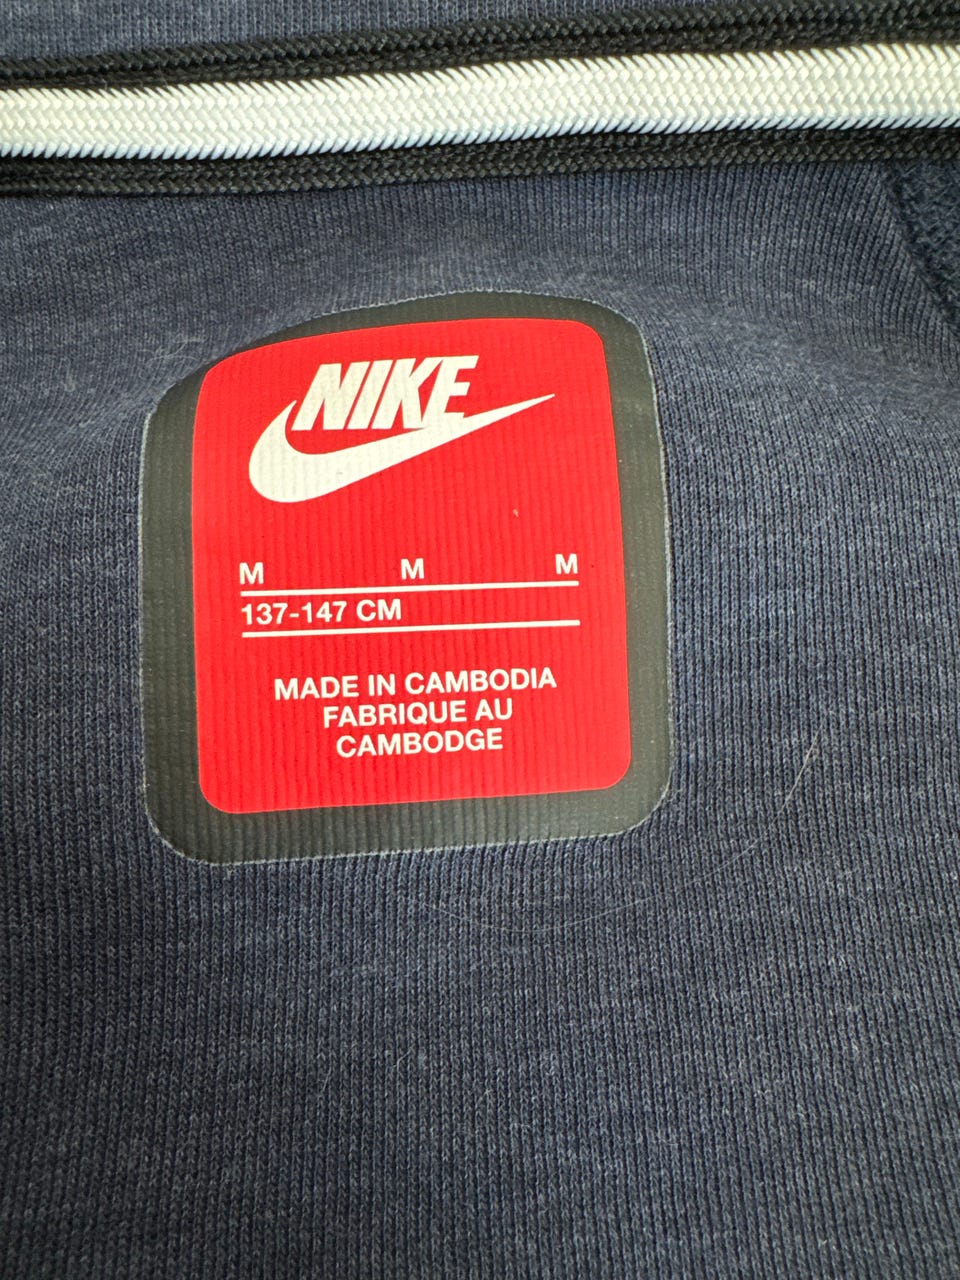 NIKE
M M M
137-147 CM
MADE IN CAMBODIA
FABRIQUE AU
CAMBODGE